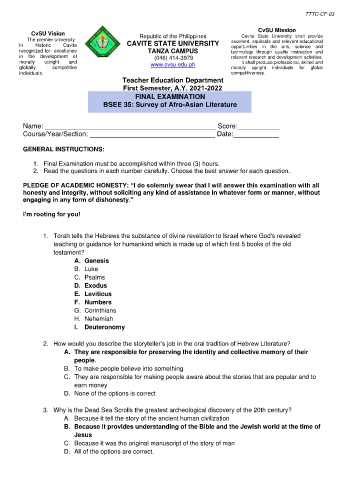 TTTC-CF-03
CvSU Vision
The premier university
in historic Cavite
recognized for excellence
in the development of
morally upright and
globally competitive
individuals.
Republic of the Philippines
CAVITE STATE UNIVERSITY
TANZA CAMPUS
(046) 414-3979
www.cvsu.edu.ph
CvSU Mission
Cavite State University shall provide
excellent, equitable and relevant educational
opportunities in the arts, science and
technology through quality instruction and
relevant research and development activities.
It shall produce professional, skilled and
morally upright individuals for global
competitiveness.
Teacher Education Department
First Semester, A.Y. 2021-2022
FINAL EXAMINATION
BSEE 35: Survey of Afro-Asian Literature
Name: Score:
Course/Year/Section: Date:
GENERAL INSTRUCTIONS:
1. Final Examination must be accomplished within three (3) hours.
2. Read the questions in each number carefully. Choose the best answer for each question.
PLEDGE OF ACADEMIC HONESTY: "I do solemnly swear that I will answer this examination with all
honesty and integrity, without soliciting any kind of assistance in whatever form or manner, without
engaging in any form of dishonesty."
I'm rooting for you!
1. Torah tells the Hebrews the substance of divine revelation to Israel where God's revealed
teaching or guidance for humankind which is made up of which first 5 books of the old
testament?
A. Genesis
B. Luke
C. Psalms
D. Exodus
E. Leviticus
F. Numbers
G. Corinthians
H. Nehemiah
I. Deuteronomy
2. How would you describe the storyteller's job in the oral tradition of Hebrew Literature?
A. They are responsible for preserving the identity and collective memory of their
people.
B. To make people believe into something
C. They are responsible for making people aware about the stories that are popular and to
earn money
D. None of the options is correct
3. Why is the Dead Sea Scrolls the greatest archeological discovery of the 20th century?
A. Because it tell the story of the ancient human civilization
B. Because it provides understanding of the Bible and the Jewish world at the time of
Jesus
C. Because it was the original manuscript of the story of man
D. All of the options are correct.